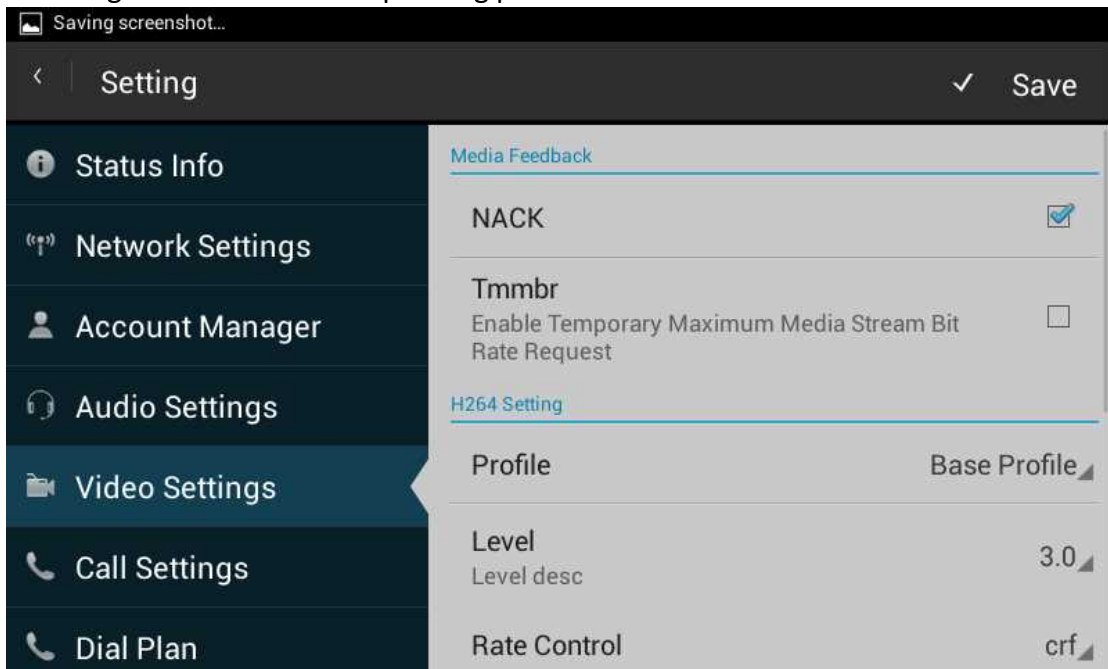 Saving screenshot...
Setting
Save
Status Info
Network Settings
Account Manager
Audio Settings
Video Settings
Call Settings
Dial Plan
Media Feedback
NACK
Tmmbr
Enable Temporary Maximum Media Stream Bit
Rate Request
H264 Setting
Profile
Base Profile
Level
3.0
Level desc
Rate Control
crf